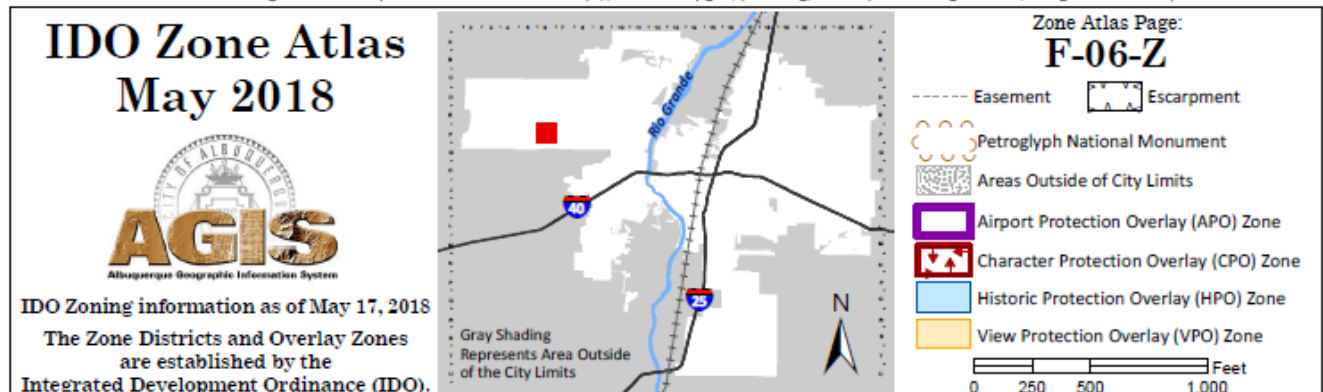 IDO Zone Atlas
May 2018
CITY OF ALBUQUERQUE
AGIS
Albuquerque Geographic Information System
IDO Zoning information as of May 17, 2018
The Zone Districts and Overlay Zones
are established by the
Integrated Development Ordinance (IDO).
Rio Grande
40
25
N
Gray Shading
Represents Area Outside
of the City Limits
Zone Atlas Page:
F-06-Z
Easement
Escarpment
Petroglyph National Monument
Areas Outside of City Limits
Airport Protection Overlay (APO) Zone
Character Protection Overlay (CPO) Zone
Historic Protection Overlay (HPO) Zone
View Protection Overlay (VPO) Zone
Feet
0 250 500 1,000